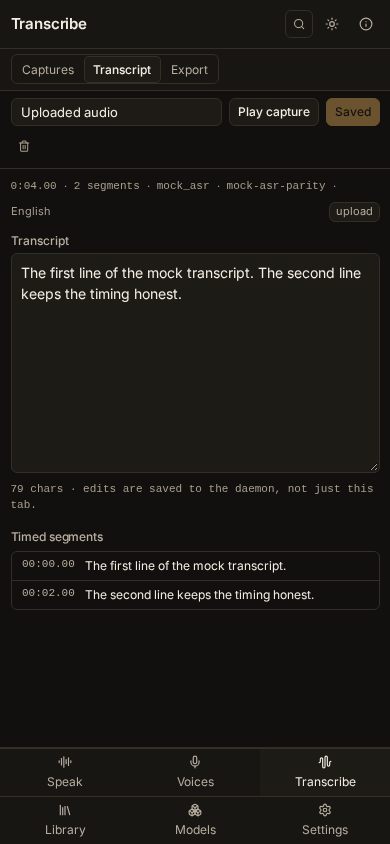 Transcribe
Captures Transcript Export
Uploaded audio Play capture Saved
0:04.00 · 2 segments · mock_asr · mock-asr-parity ·
English upload
Transcript
The first line of the mock transcript. The second line
keeps the timing honest.
79 chars · edits are saved to the daemon, not just this
tab.
Timed segments
00:00.00 The first line of the mock transcript.
00:02.00 The second line keeps the timing honest.
Speak Voices Transcribe
Library Models Settings